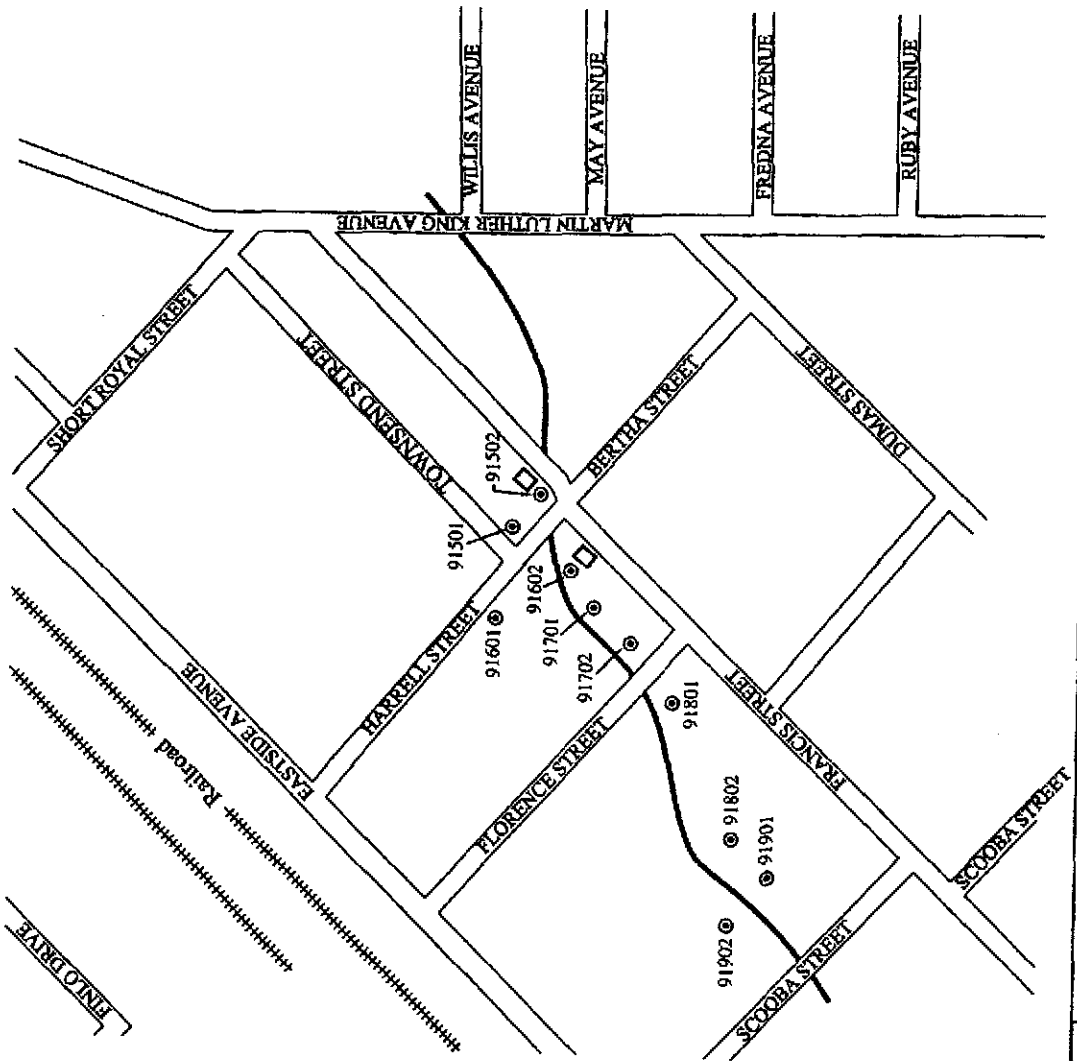 WILLIS AVENUE
MAY AVENUE
FREDNA AVENUE
RUBY AVENUE
MARTIN LUTHER KING AVENUE
SHORT ROYAL STREET
TOWNSEND STREET
BERTHA STREET
DUMAS STREET
91502
91501
91602
91601
91701
91702
HARRELL STREET
EASTSIDE AVENUE
Railroad
FINLO DRIVE
FLORENCE STREET
FRANCIS STREET
91801
91802
91901
91902
SCOOBA STREET
SCOOBA STREET